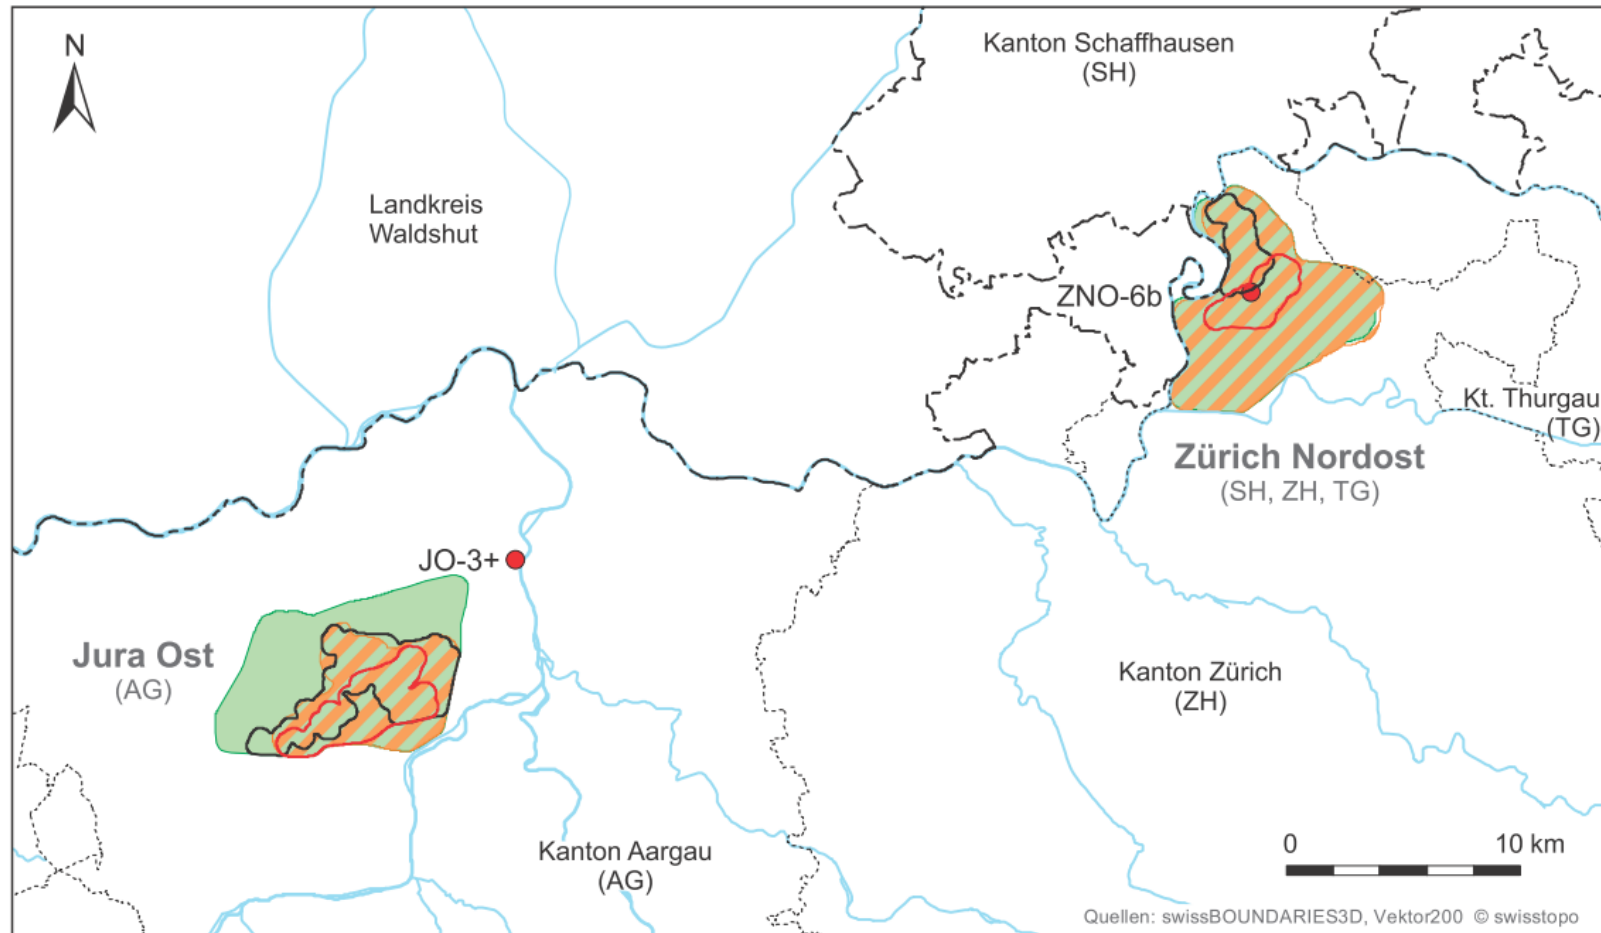 N
Kanton Schaffhausen
(SH)
Landkreis
Waldshut
ZNO-6b
Kt. Thurgau
(TG)
Zürich Nordost
(SH, ZH, TG)
JO-3+
Jura Ost
(AG)
Kanton Zürich
(ZH)
Kanton Aargau
(AG)
0 10 km
Quellen: swissBOUNDARIES3D, Vektor200 © swisstopo